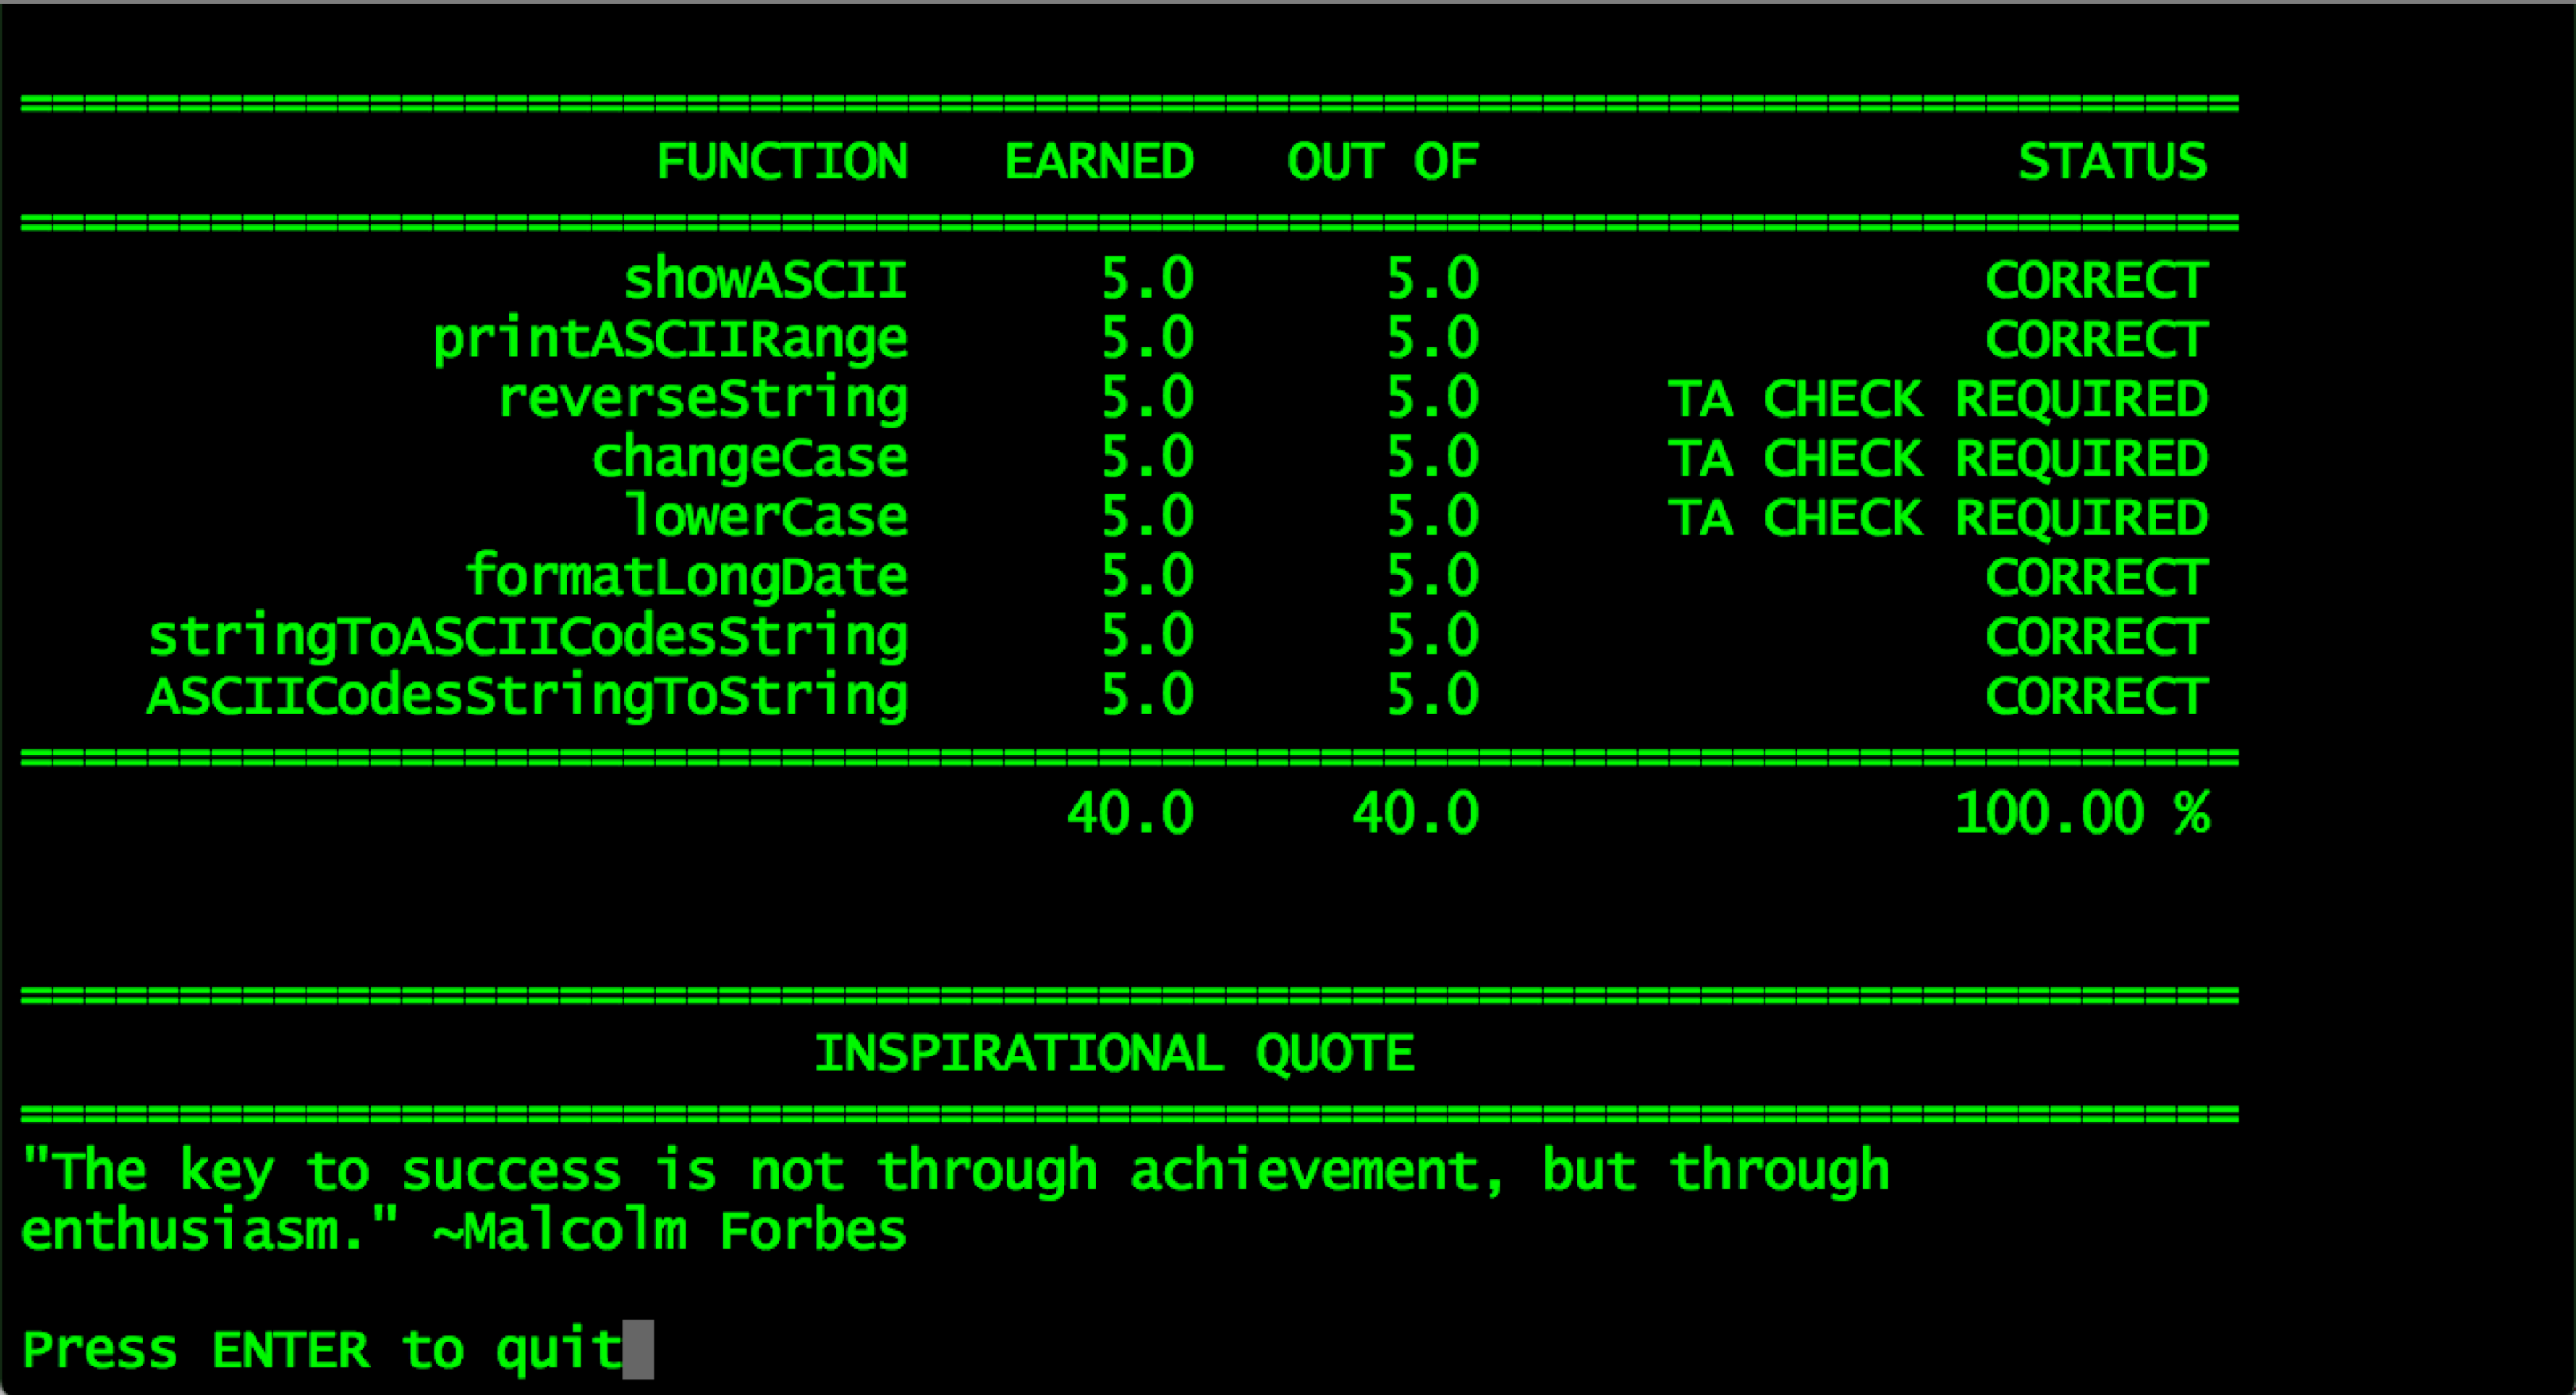 ================================================================
FUNCTION EARNED OUT OF STATUS
================================================================
showASCII 5.0 5.0 CORRECT
printASCIIRange 5.0 5.0 CORRECT
reverseString 5.0 5.0 TA CHECK REQUIRED
changeCase 5.0 5.0 TA CHECK REQUIRED
lowerCase 5.0 5.0 TA CHECK REQUIRED
formatLongDate 5.0 5.0 CORRECT
stringToASCIICodesString 5.0 5.0 CORRECT
ASCIICodesStringToString 5.0 5.0 CORRECT
================================================================
40.0 40.0 100.00 %
================================================================
INSPIRATIONAL QUOTE
================================================================
"The key to success is not through achievement, but through
enthusiasm." ~Malcolm Forbes
Press ENTER to quit